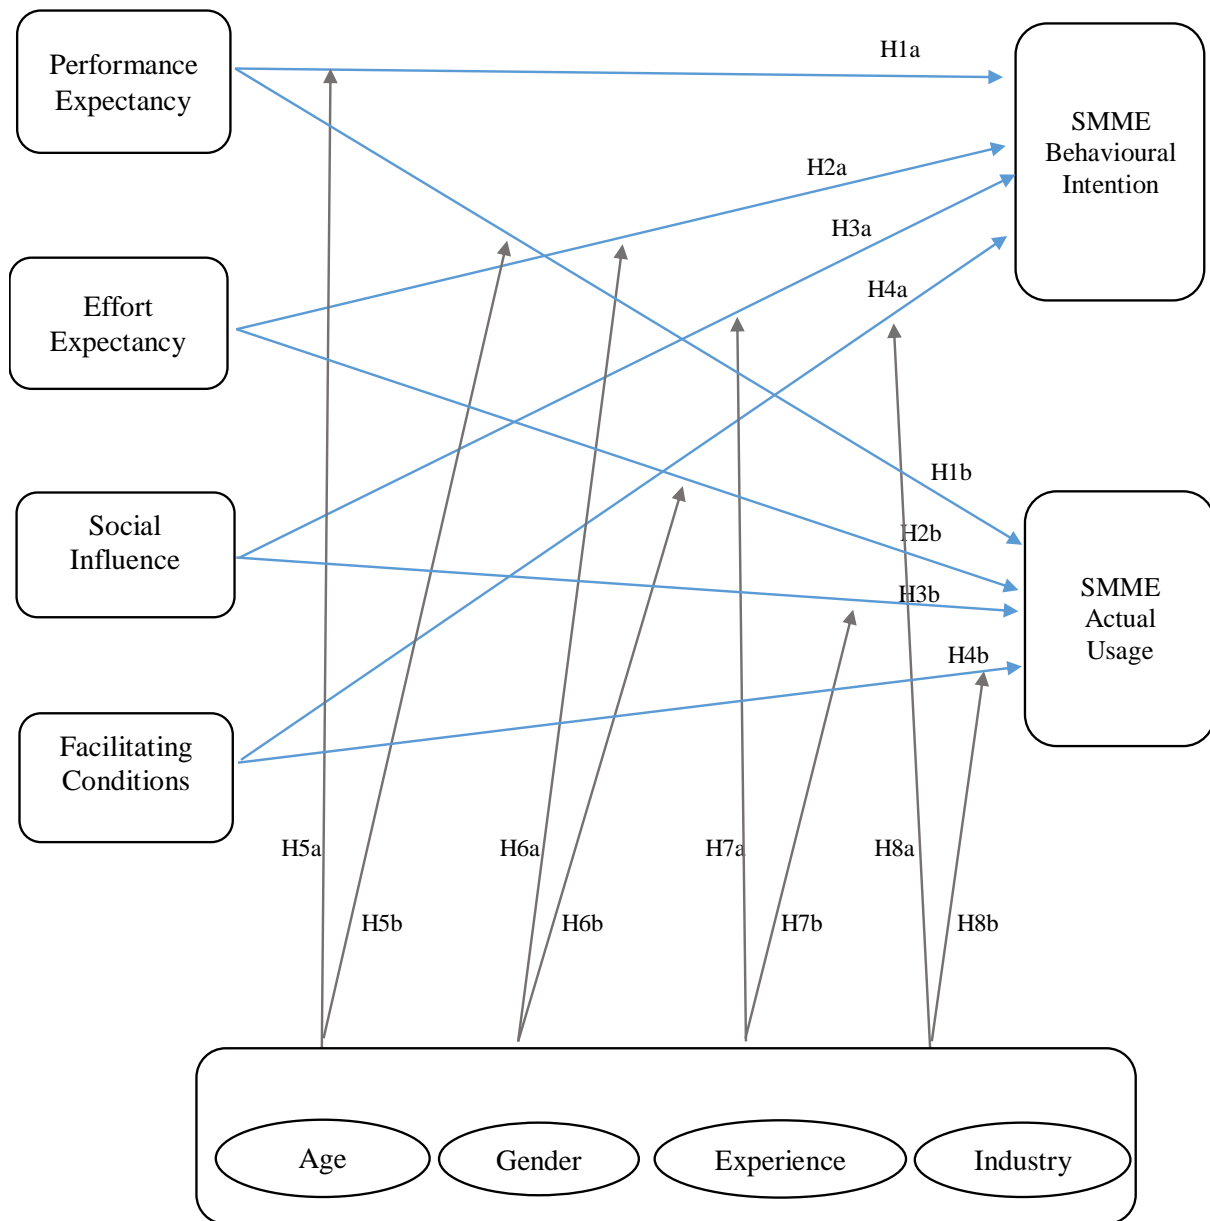 Performance
Expectancy
H1a
SMME
Behavioural
Intention
H2a
H3a
Effort
Expectancy
H4a
H1b
Social
Influence
H2b
H3b
SMME
Actual
Usage
H4b
Facilitating
Conditions
H5a
H6a
H7a
H8a
H5b
H6b
H7b
H8b
Age
Gender
Experience
Industry